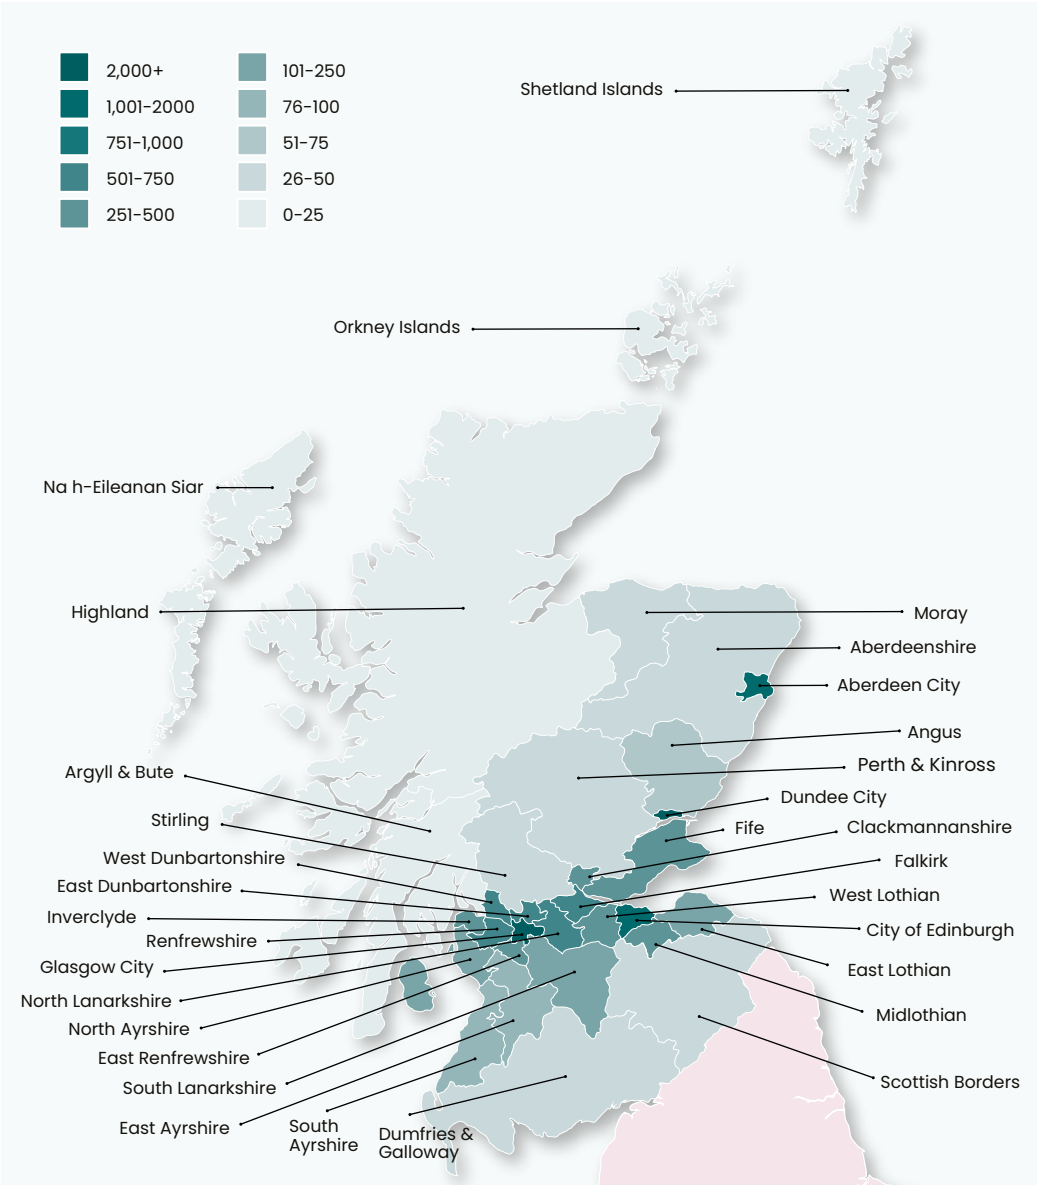 2,000+
1,001-2000
751-1,000
501-750
251-500
101-250
76-100
51-75
26-50
0-25
Shetland Islands
Orkney Islands
Na h-Eileanan Siar
Highland
Moray
Aberdeenshire
Aberdeen City
Angus
Perth & Kinross
Argyll & Bute
Dundee City
Stirling
Fife
Clackmannanshire
West Dunbartonshire
Falkirk
East Dunbartonshire
West Lothian
Inverclyde
City of Edinburgh
Renfrewshire
Glasgow City
East Lothian
North Lanarkshire
Midlothian
North Ayrshire
East Renfrewshire
South Lanarkshire
Scottish Borders
East Ayrshire
South
Ayrshire
Dumfries &
Galloway